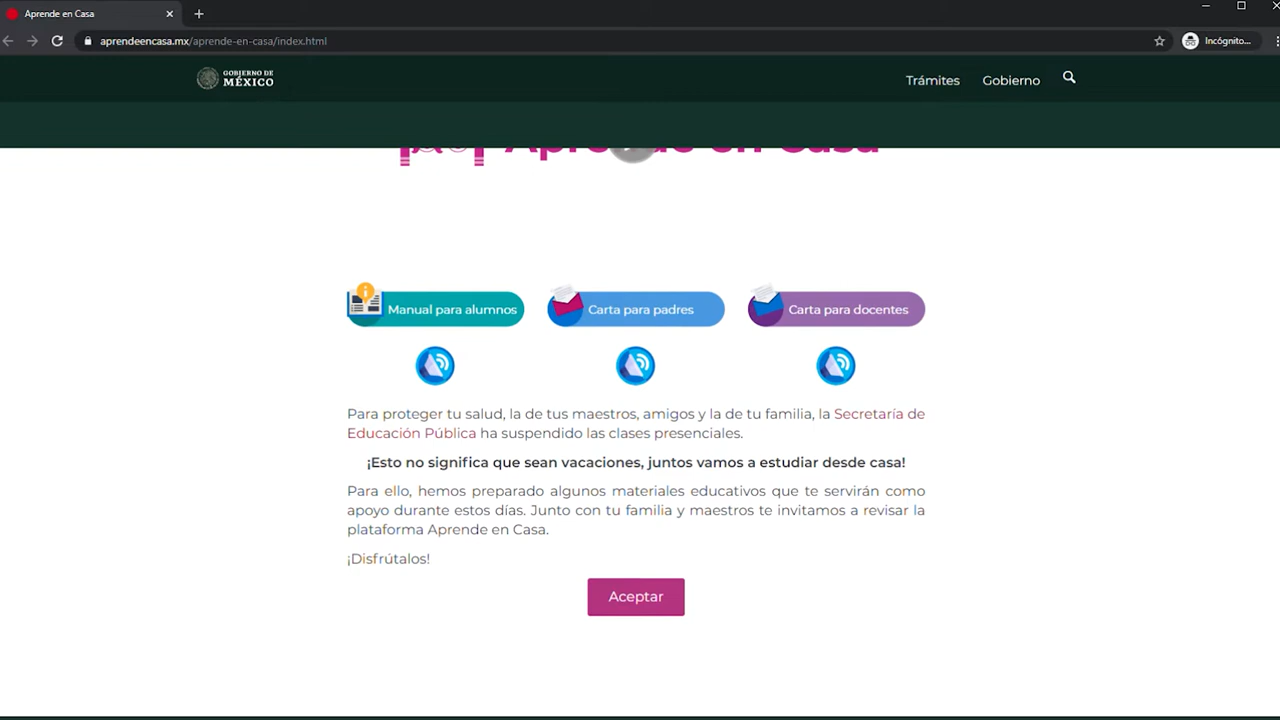 Aprende en Casa
aprendeencasa.mx/aprende-en-casa/index.html
Incógnito...
GOBIERNO DE
MÉXICO
Trámites
Gobierno
Aprende en Casa
Manual para alumnos
Carta para padres
Carta para docentes
Para proteger tu salud, la de tus maestros, amigos y la de tu familia, la Secretaría de
Educación Pública ha suspendido las clases presenciales.
¡Esto no significa que sean vacaciones, juntos vamos a estudiar desde casa!
Para ello, hemos preparado algunos materiales educativos que te servirán como
apoyo durante estos días. Junto con tu familia y maestros te invitamos a revisar la
plataforma Aprende en Casa.
¡Disfrútalos!
Aceptar